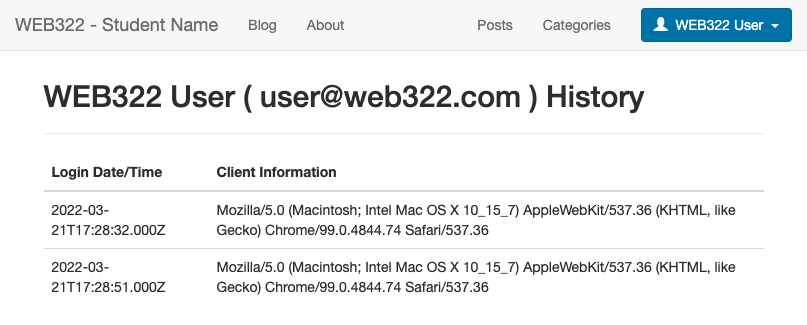 WEB322 - Student Name Blog About Posts Categories WEB322 User
WEB322 User ( user@web322.com ) History
Login Date/Time Client Information
2022-03- Mozilla/5.0 (Macintosh; Intel Mac OS X 10_15_7) AppleWebKit/537.36 (KHTML, like
21T17:28:32.000Z Gecko) Chrome/99.0.4844.74 Safari/537.36
2022-03- Mozilla/5.0 (Macintosh; Intel Mac OS X 10_15_7) AppleWebKit/537.36 (KHTML, like
21T17:28:51.000Z Gecko) Chrome/99.0.4844.74 Safari/537.36